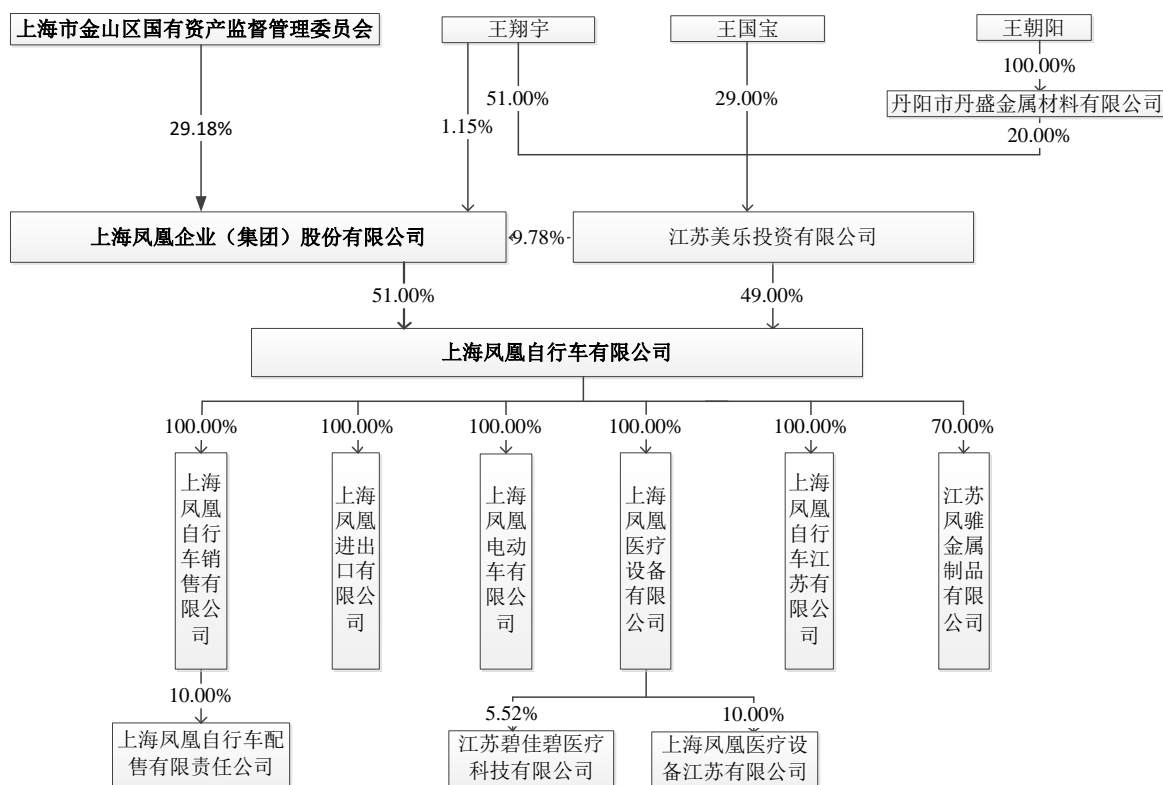 上海市金山区国有资产监督管理委员会
王翔宇
王国宝
王朝阳
100.00%
51.00%
29.00%
丹阳市丹盛金属材料有限公司
29.18%
1.15%
20.00%
上海凤凰企业（集团）股份有限公司
9.78%
江苏美乐投资有限公司
51.00%
49.00%
上海凤凰自行车有限公司
100.00%
100.00%
100.00%
100.00%
100.00%
70.00%
上海
凤凰
自行
车销
售有
限公
司
上海
凤凰
进出
口有
限公
司
上海
凤凰
电动
车有
限公
司
上海
凤凰
医疗
设备
有限
公司
上海
凤凰
自行
车江
苏有
限公
司
江苏
凤骓
金属
制品
有限
公司
10.00%
5.52%
10.00%
上海凤凰自行车配
售有限责任公司
江苏碧佳碧医疗
科技有限公司
上海凤凰医疗设
备江苏有限公司